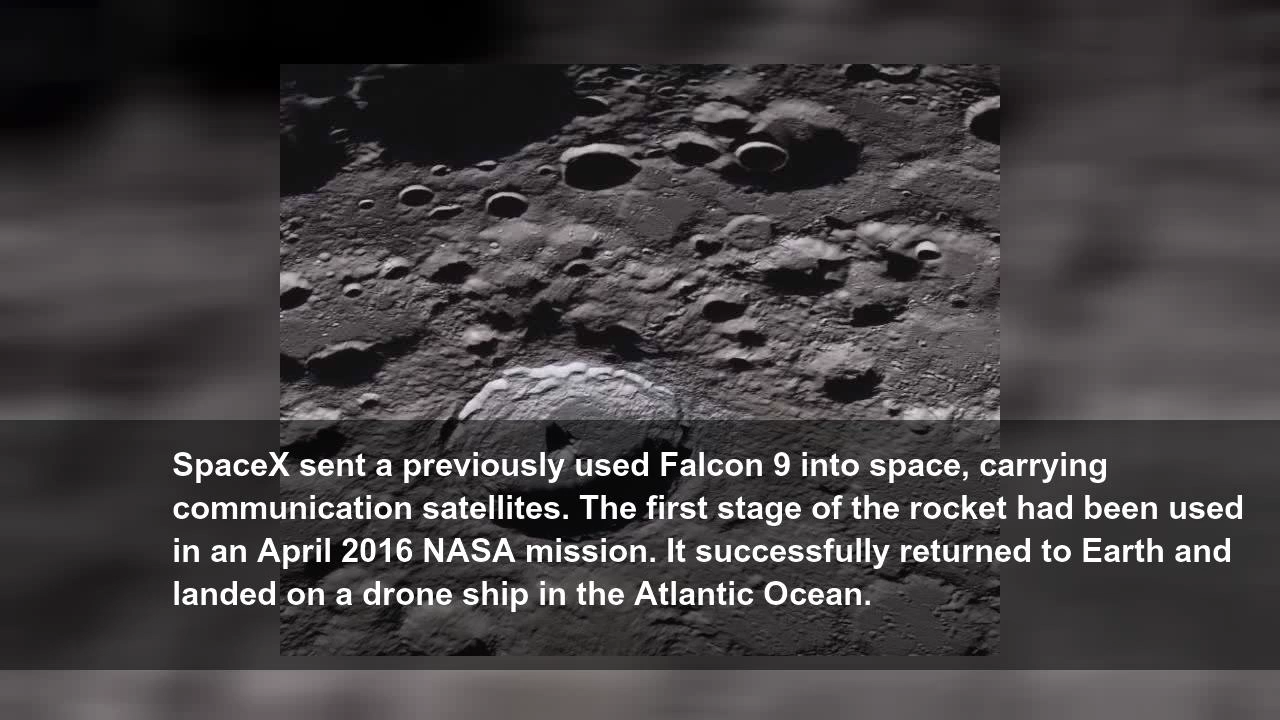 SpaceX sent a previously used Falcon 9 into space, carrying
communication satellites. The first stage of the rocket had been used
in an April 2016 NASA mission. It successfully returned to Earth and
landed on a drone ship in the Atlantic Ocean.